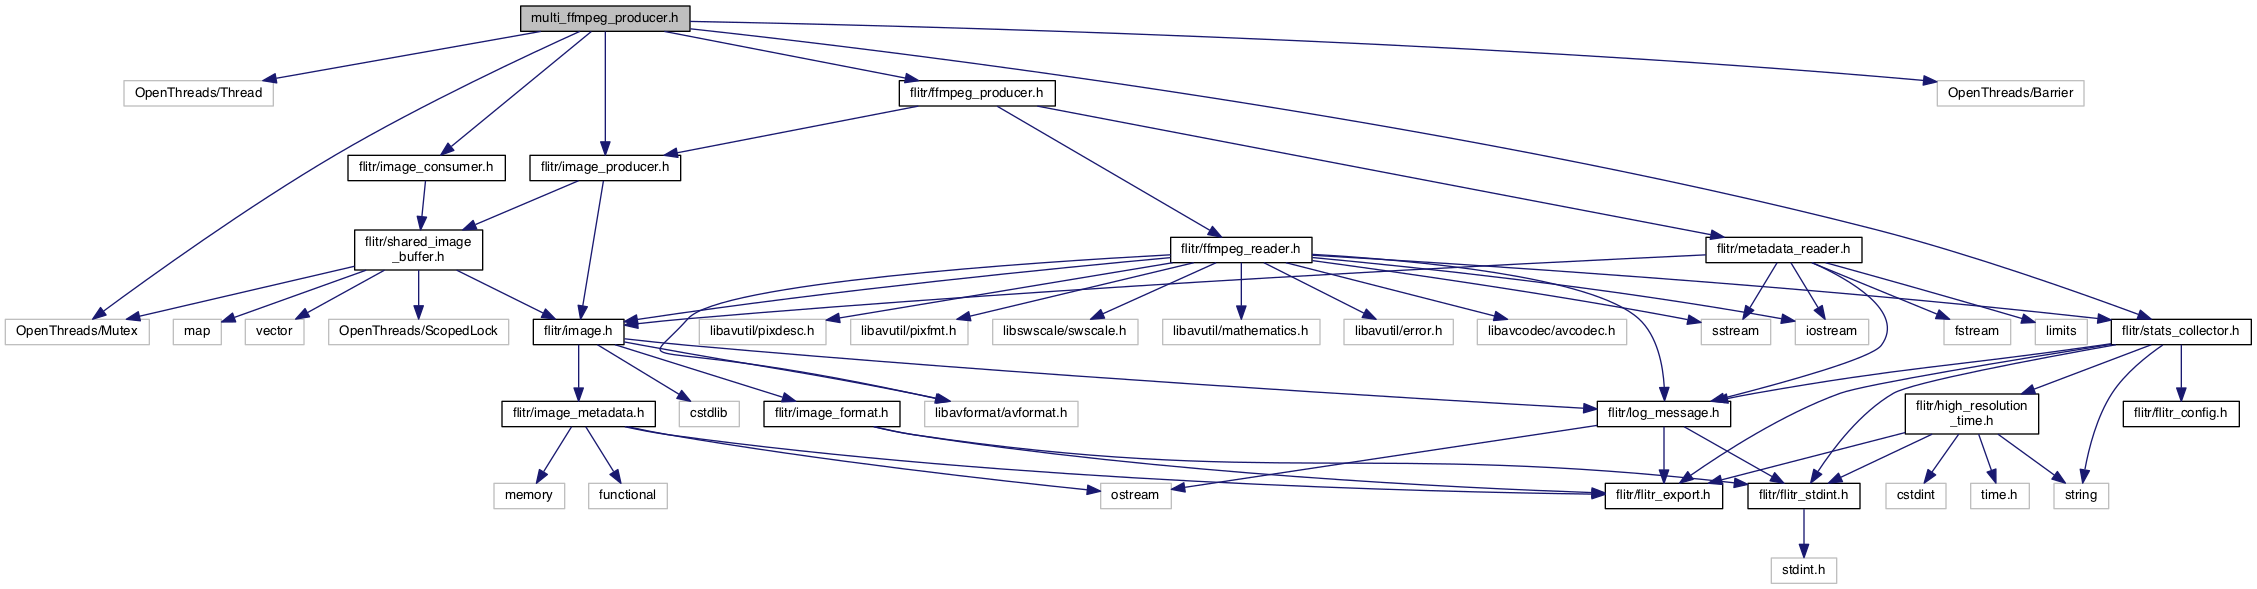 multi_ffmpeg_producer.h
OpenThreads/Thread
flitr/ffmpeg_producer.h
OpenThreads/Barrier
flitr/image_consumer.h
flitr/image_producer.h
flitr/shared_image
_buffer.h
flitr/ffmpeg_reader.h
flitr/metadata_reader.h
OpenThreads/Mutex
map
vector
OpenThreads/ScopedLock
flitr/image.h
libavutil/pixdesc.h
libavutil/pixfmt.h
libswscale/swscale.h
libavutil/mathematics.h
libavutil/error.h
libavcodec/avcodec.h
sstream
iostream
fstream
limits
flitr/stats_collector.h
flitr/image_metadata.h
cstdlib
flitr/image_format.h
libavformat/avformat.h
flitr/log_message.h
flitr/high_resolution
_time.h
flitr/flitr_config.h
memory
functional
ostream
flitr/flitr_export.h
flitr/flitr_stdint.h
cstdint
time.h
string
stdint.h